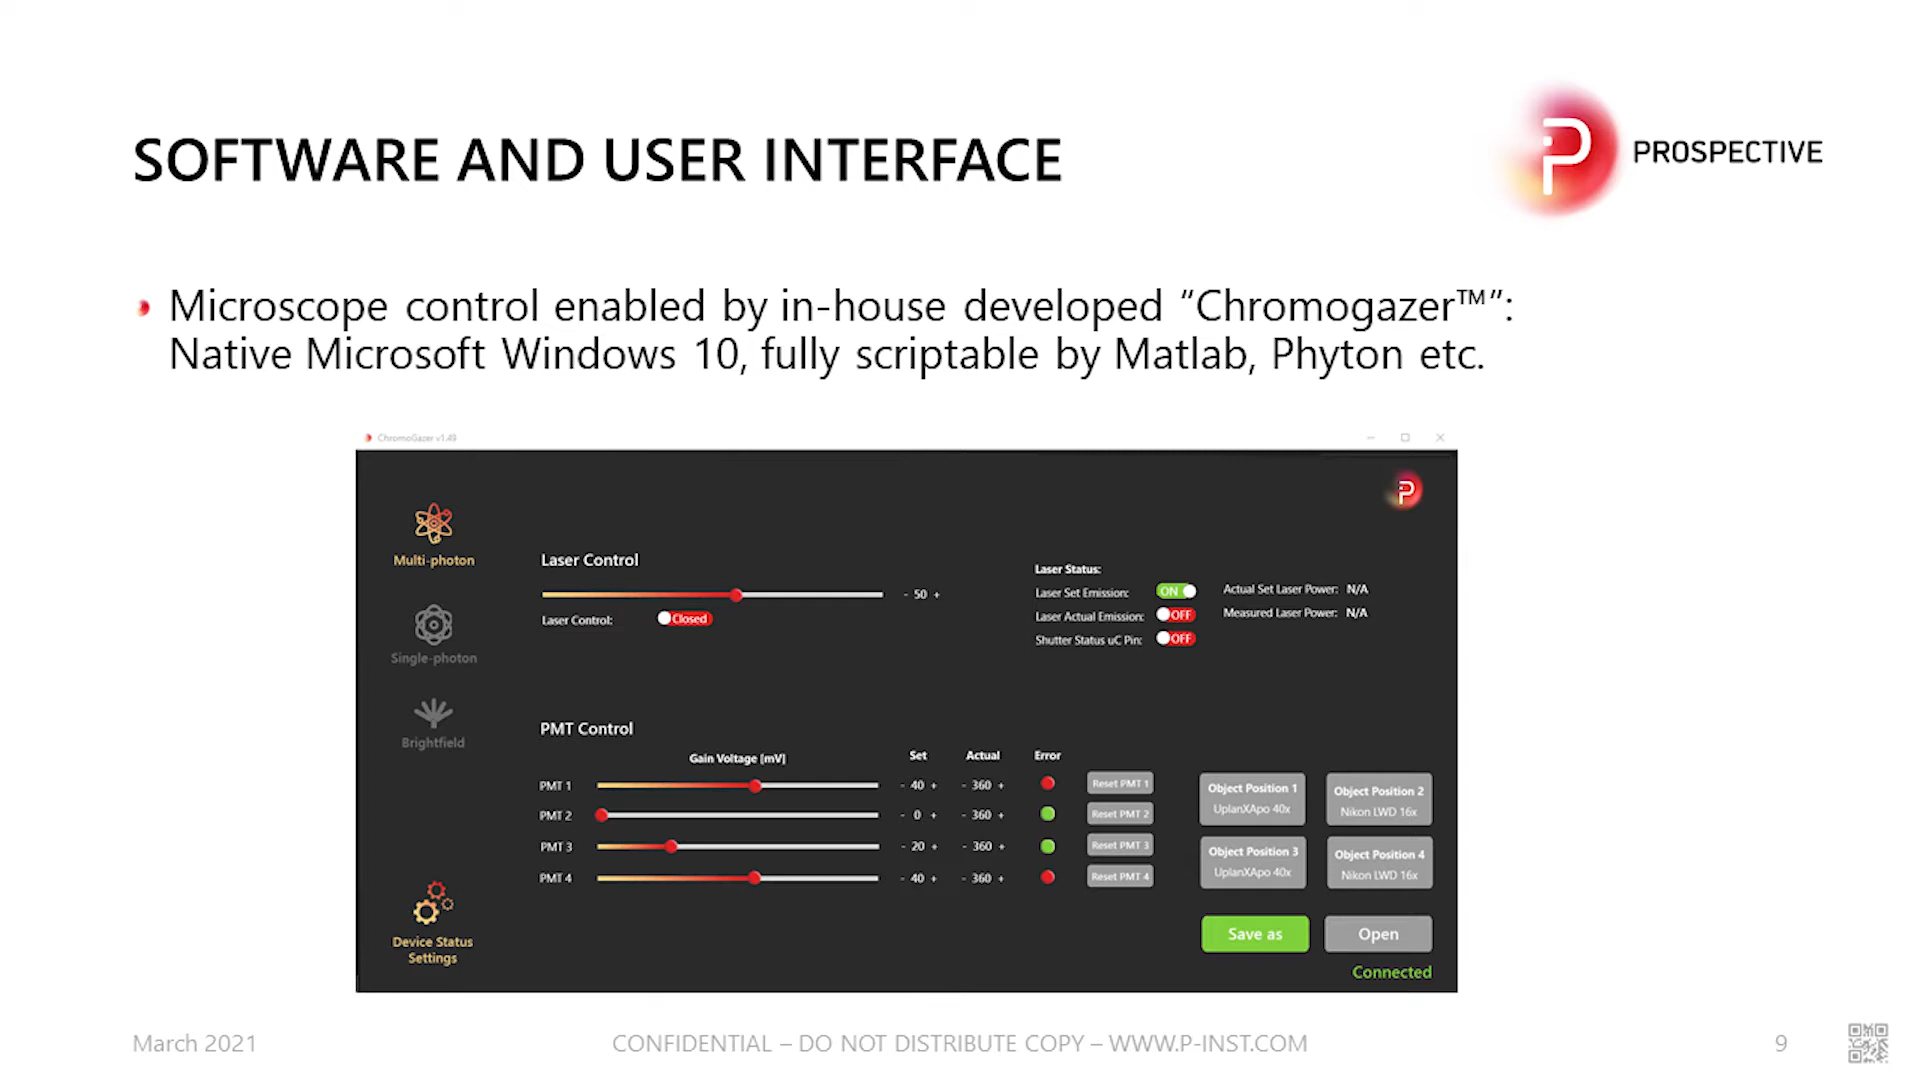 SOFTWARE AND USER INTERFACE
PROSPECTIVE
Microscope control enabled by in-house developed “Chromogazer™”:
Native Microsoft Windows 10, fully scriptable by Matlab, Phyton etc.
ChromoGazer v1.49
Multi-photon
Single-photon
Brightfield
Device Status
Settings
Laser Control
- 50 +
Laser Control: Closed
Laser Status:
Laser Set Emission: ON
Laser Actual Emission: OFF
Shutter Status uC Pin: OFF
Actual Set Laser Power: N/A
Measured Laser Power: N/A
PMT Control
Gain Voltage [mV] Set Actual Error
PMT 1 - 40 + - 360 + Reset PMT 1
PMT 2 - 0 + - 360 + Reset PMT 2
PMT 3 - 20 + - 360 + Reset PMT 3
PMT 4 - 40 + - 360 + Reset PMT 4
Object Position 1
UplanXApo 40x
Object Position 2
Nikon LWD 16x
Object Position 3
UplanXApo 40x
Object Position 4
Nikon LWD 16x
Save as
Open
Connected
March 2021
CONFIDENTIAL – DO NOT DISTRIBUTE COPY – WWW.P-INST.COM
9